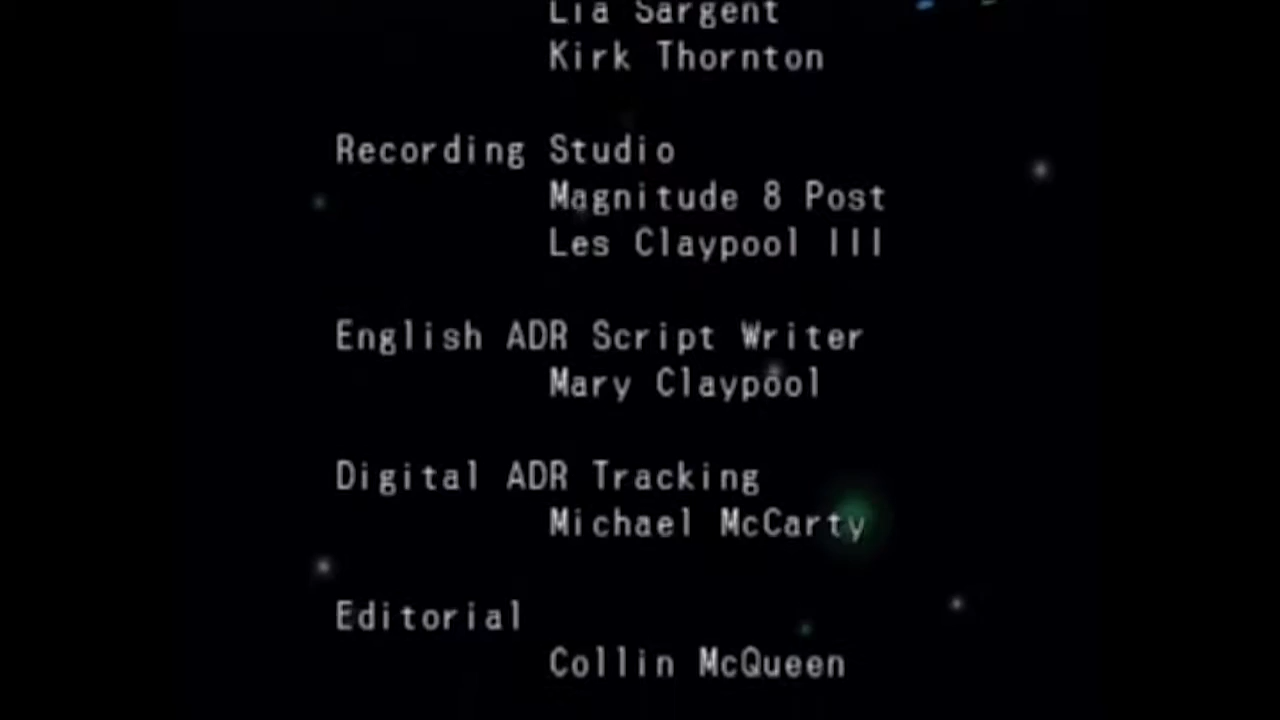 Lia Sargent
Kirk Thornton
Recording Studio
Magnitude 8 Post
Les Claypool III
English ADR Script Writer
Mary Claypool
Digital ADR Tracking
Michael McCarty
Editorial
Collin McQueen